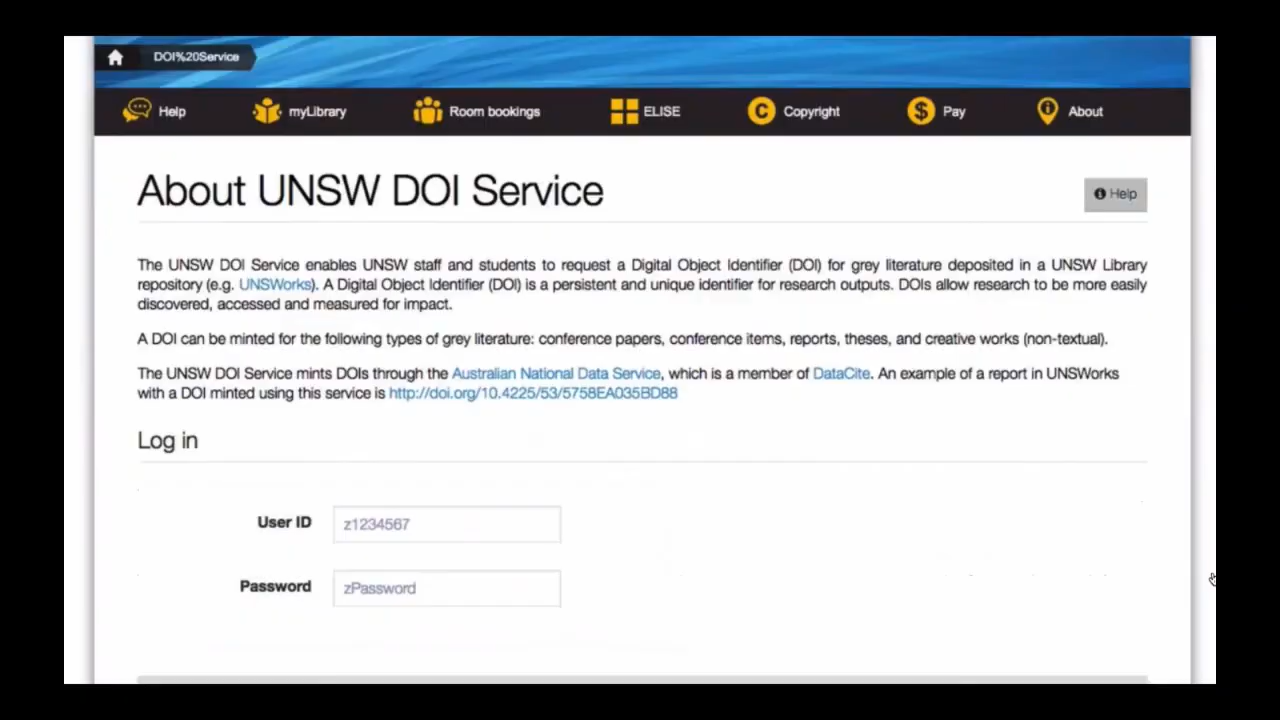 DOI%20Service
Help myLibrary Room bookings ELISE Copyright Pay About
About UNSW DOI Service
Help
The UNSW DOI Service enables UNSW staff and students to request a Digital Object Identifier (DOI) for grey literature deposited in a UNSW Library
repository (e.g. UNSWorks). A Digital Object Identifier (DOI) is a persistent and unique identifier for research outputs. DOIs allow research to be more easily
discovered, accessed and measured for impact.
A DOI can be minted for the following types of grey literature: conference papers, conference items, reports, theses, and creative works (non-textual).
The UNSW DOI Service mints DOIs through the Australian National Data Service, which is a member of DataCite. An example of a report in UNSWorks
with a DOI minted using this service is http://doi.org/10.4225/53/5758EA035BD88
Log in
User ID z1234567
Password zPassword